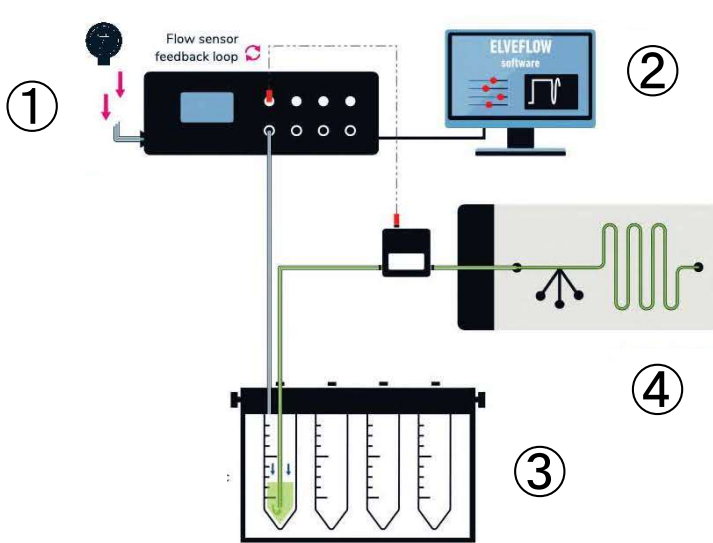 Flow sensor
feedback loop
ELVEFLOW
software
①
②
③
④